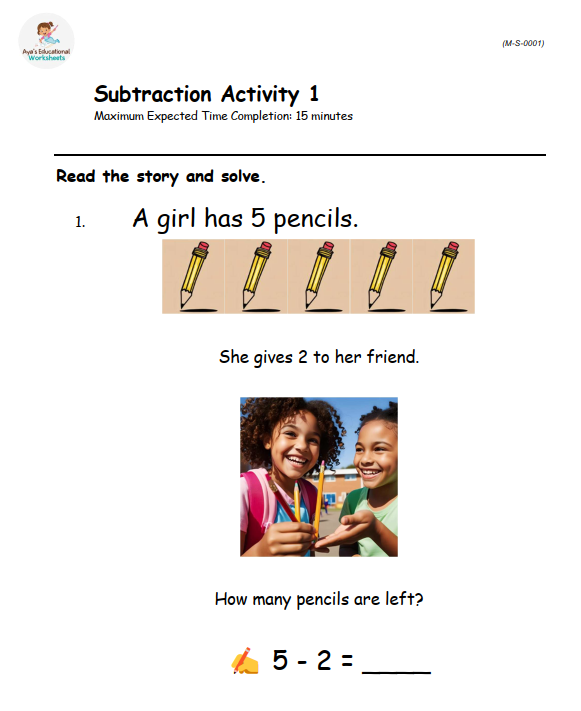 Aya's Educational
Worksheets
(M-S-0001)
Subtraction Activity 1
Maximum Expected Time Completion: 15 minutes
Read the story and solve.
1. A girl has 5 pencils.
She gives 2 to her friend.
How many pencils are left?
✍ 5 - 2 = ____